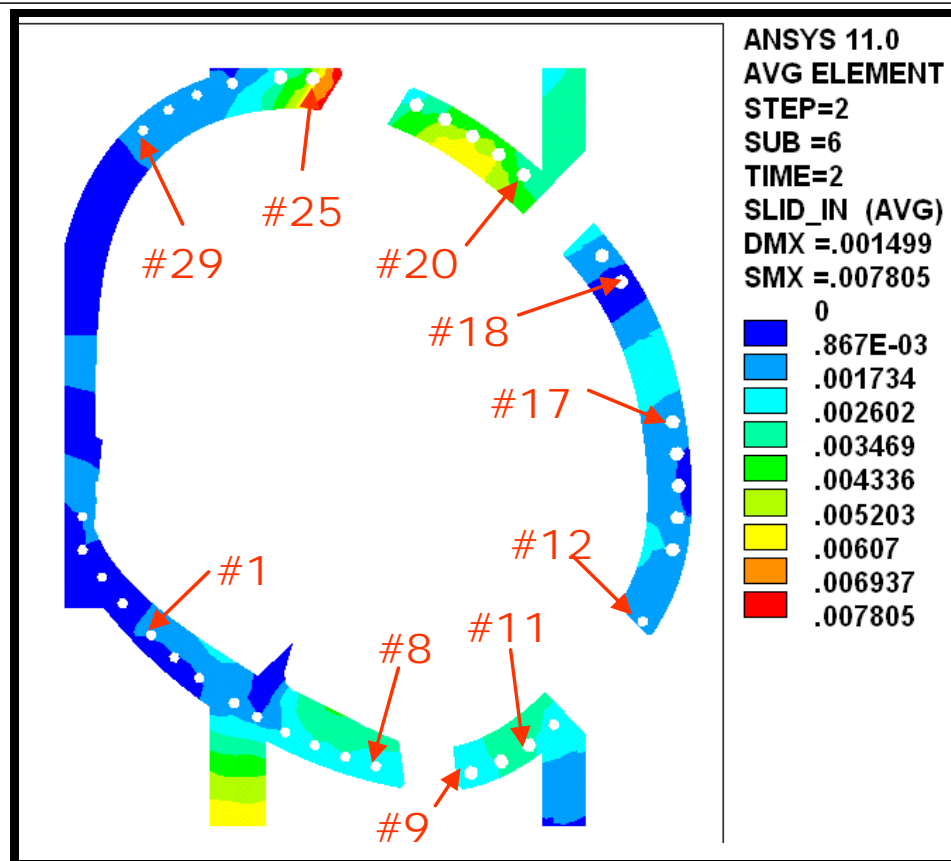 ANSYS 11.0
AVG ELEMENT
STEP=2
SUB =6
TIME=2
SLID_IN (AVG)
DMX =.001499
SMX =.007805
0
.867E-03
.001734
.002602
.003469
.004336
.005203
.00607
.006937
.007805
#25
#29
#20
#18
#17
#12
#1
#11
#8
#9